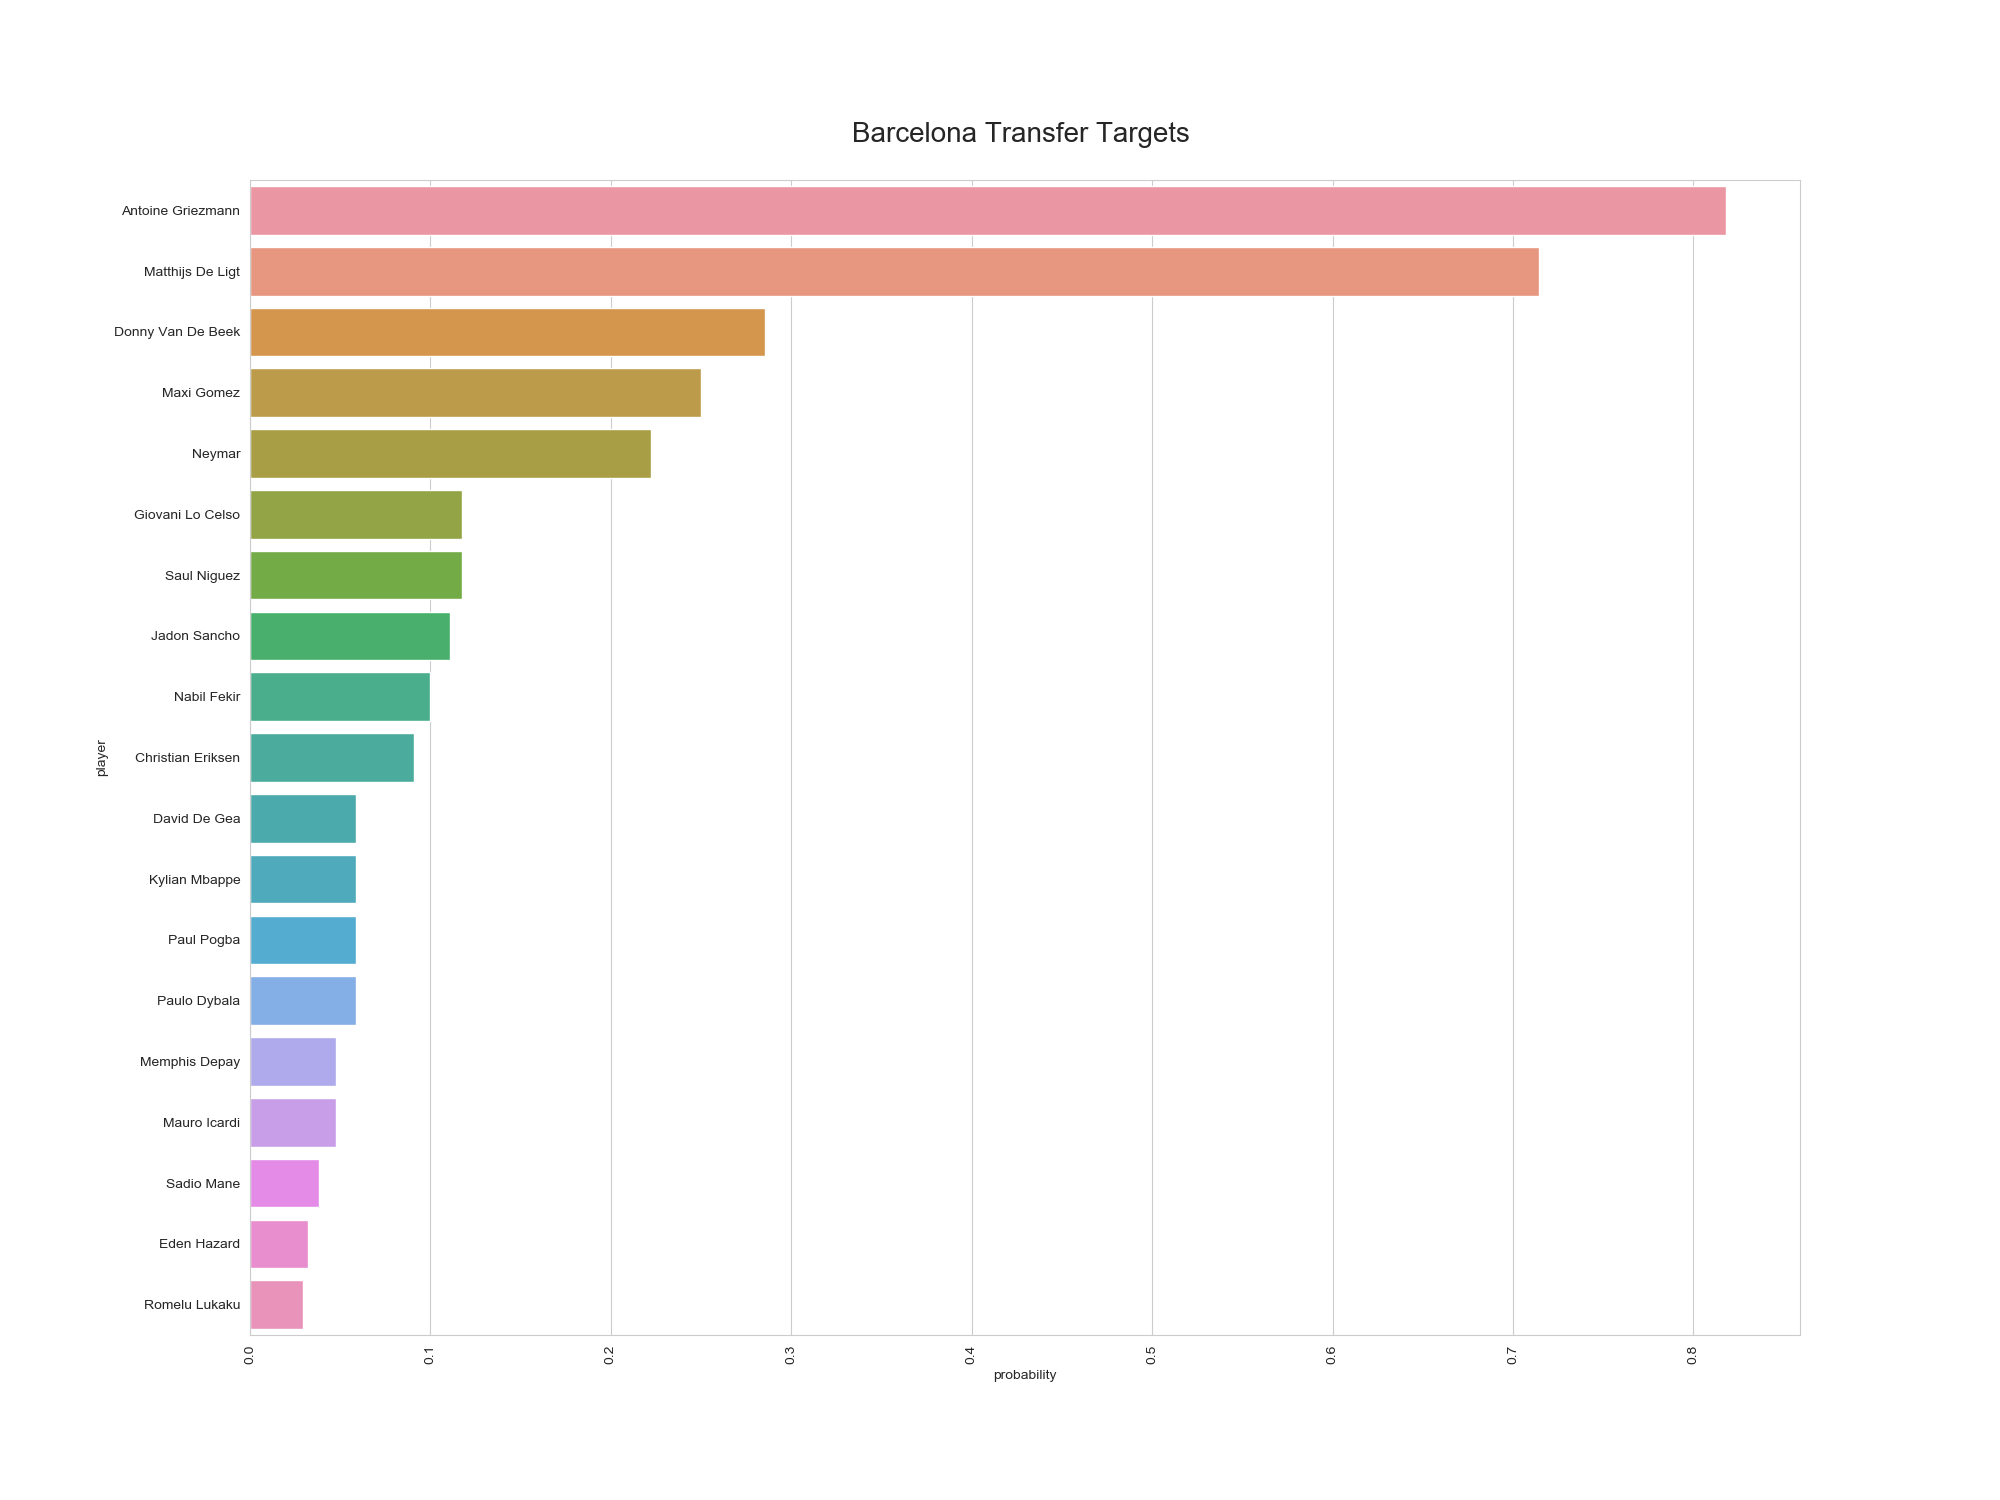 Barcelona Transfer Targets
Antoine Griezmann
Matthijs De Ligt
Donny Van De Beek
Maxi Gomez
Neymar
Giovani Lo Celso
Saul Niguez
Jadon Sancho
Nabil Fekir
Christian Eriksen
David De Gea
Kylian Mbappe
Paul Pogba
Paulo Dybala
Memphis Depay
Mauro Icardi
Sadio Mane
Eden Hazard
Romelu Lukaku
player
0.0 0.1 0.2 0.3 0.4 0.5 0.6 0.7 0.8
probability